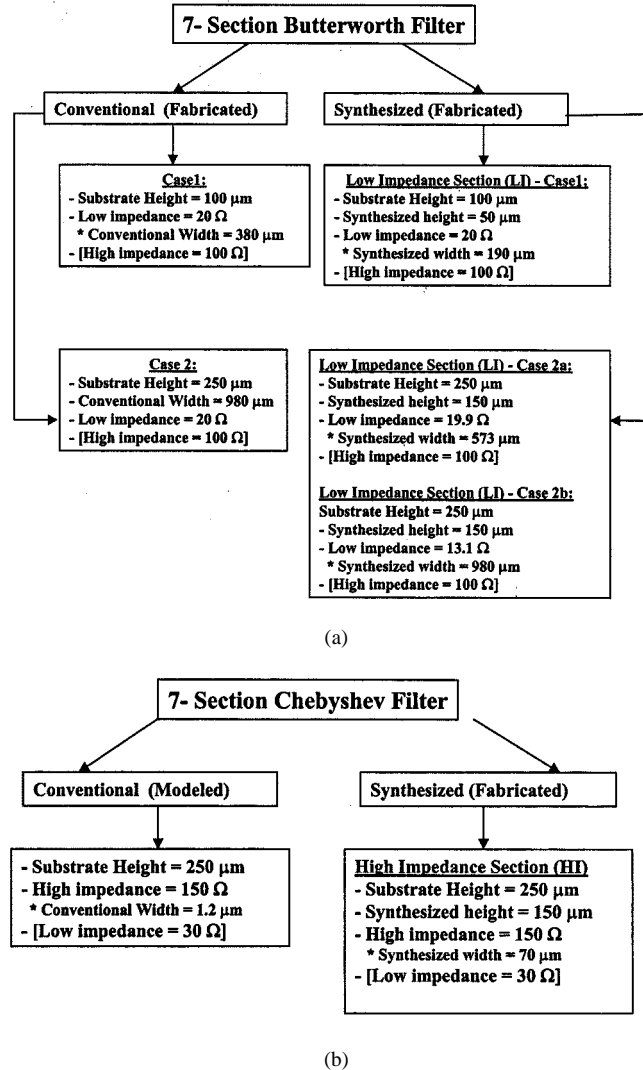 7- Section Butterworth Filter
Conventional (Fabricated)
Synthesized (Fabricated)
Case1:
- Substrate Height = 100 μm
- Low impedance = 20 Ω
* Conventional Width = 380 μm
- [High impedance = 100 Ω]
Low Impedance Section (LI) - Case1:
- Substrate Height = 100 μm
- Synthesized height = 50 μm
- Low impedance = 20 Ω
* Synthesized width = 190 μm
- [High impedance = 100 Ω]
Case 2:
- Substrate Height = 250 μm
- Conventional Width = 980 μm
- Low impedance = 20 Ω
- [High impedance = 100 Ω]
Low Impedance Section (LI) - Case 2a:
- Substrate Height = 250 μm
- Synthesized height = 150 μm
- Low impedance = 19.9 Ω
* Synthesized width = 573 μm
- [High impedance = 100 Ω]
Low Impedance Section (LI) - Case 2b:
Substrate Height = 250 μm
- Synthesized height = 150 μm
- Low impedance = 13.1 Ω
* Synthesized width = 980 μm
- [High impedance = 100 Ω]
(a)
7- Section Chebyshev Filter
Conventional (Modeled)
Synthesized (Fabricated)
- Substrate Height = 250 μm
- High impedance = 150 Ω
* Conventional Width = 1.2 μm
- [Low impedance = 30 Ω]
High Impedance Section (HI)
- Substrate Height = 250 μm
- Synthesized height = 150 μm
- High impedance = 150 Ω
* Synthesized width = 70 μm
- [Low impedance = 30 Ω]
(b)